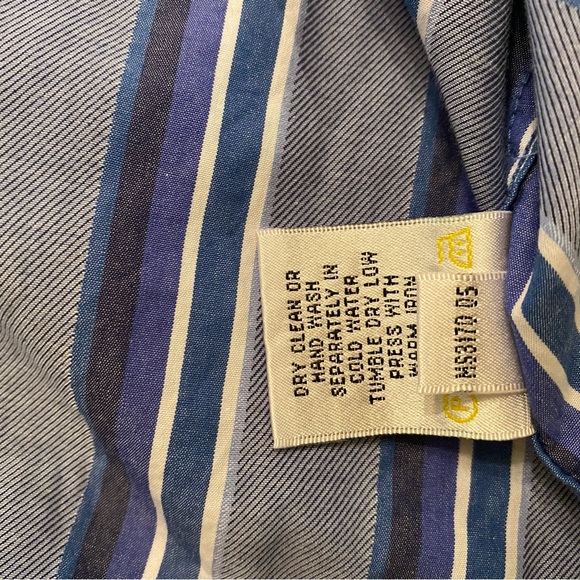 DRY CLEAN OR
HAND WASH
SEPARATELY IN
COLD WATER
TUMBLE DRY LOW
PRESS WITH
WARM IRON
P
MS3170 05